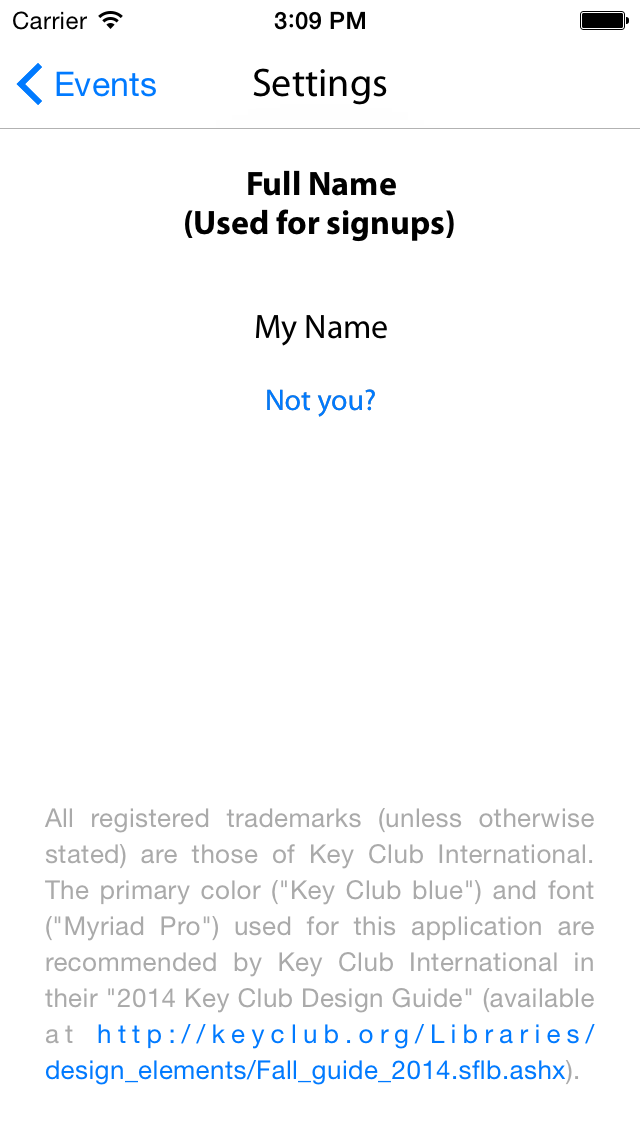 Carrier 3:09 PM
Events Settings
Full Name
(Used for signups)
My Name
Not you?
All registered trademarks (unless otherwise
stated) are those of Key Club International.
The primary color ("Key Club blue") and font
("Myriad Pro") used for this application are
recommended by Key Club International in
their "2014 Key Club Design Guide" (available
at http://keyclub.org/Libraries/
design_elements/Fall_guide_2014.sflb.ashx).